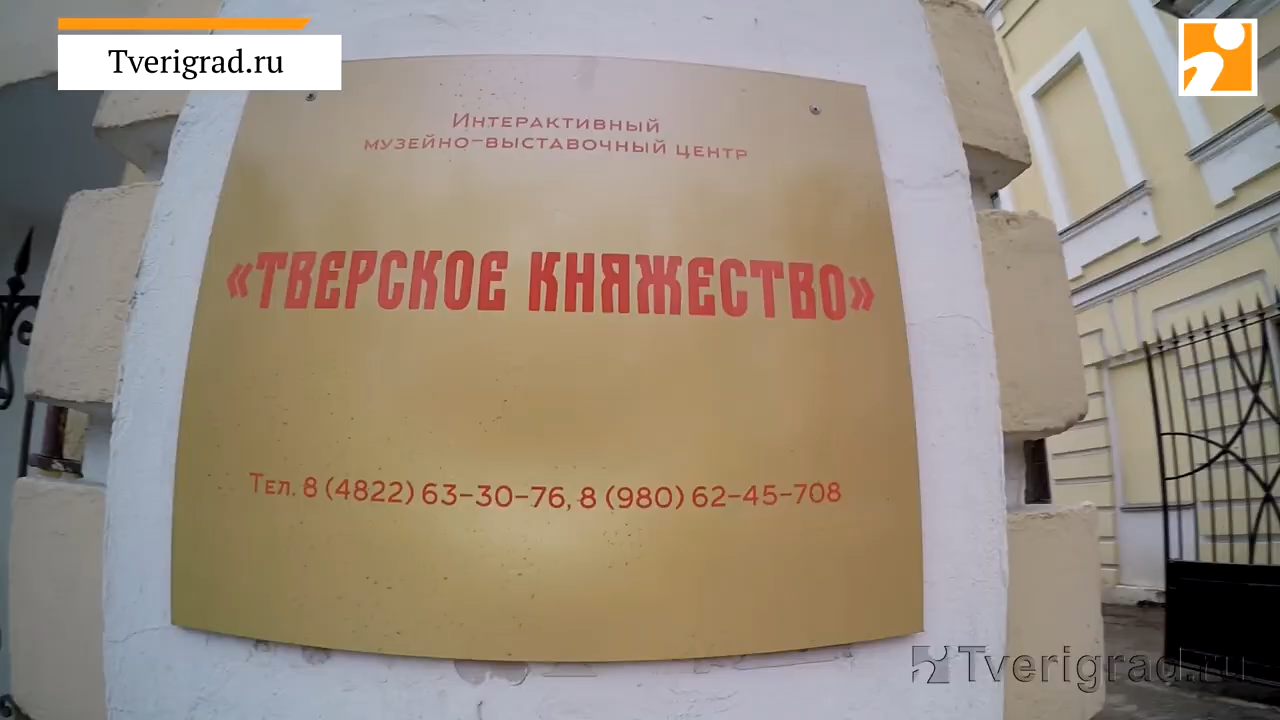 Tverigrad.ru
Интерактивный
музейно-выставочный центр
«ТВЕРСКОЕ КНЯЖЕСТВО»
Тел. 8 (4822) 63-30-76, 8 (980) 62-45-708
Tverigrad.ru